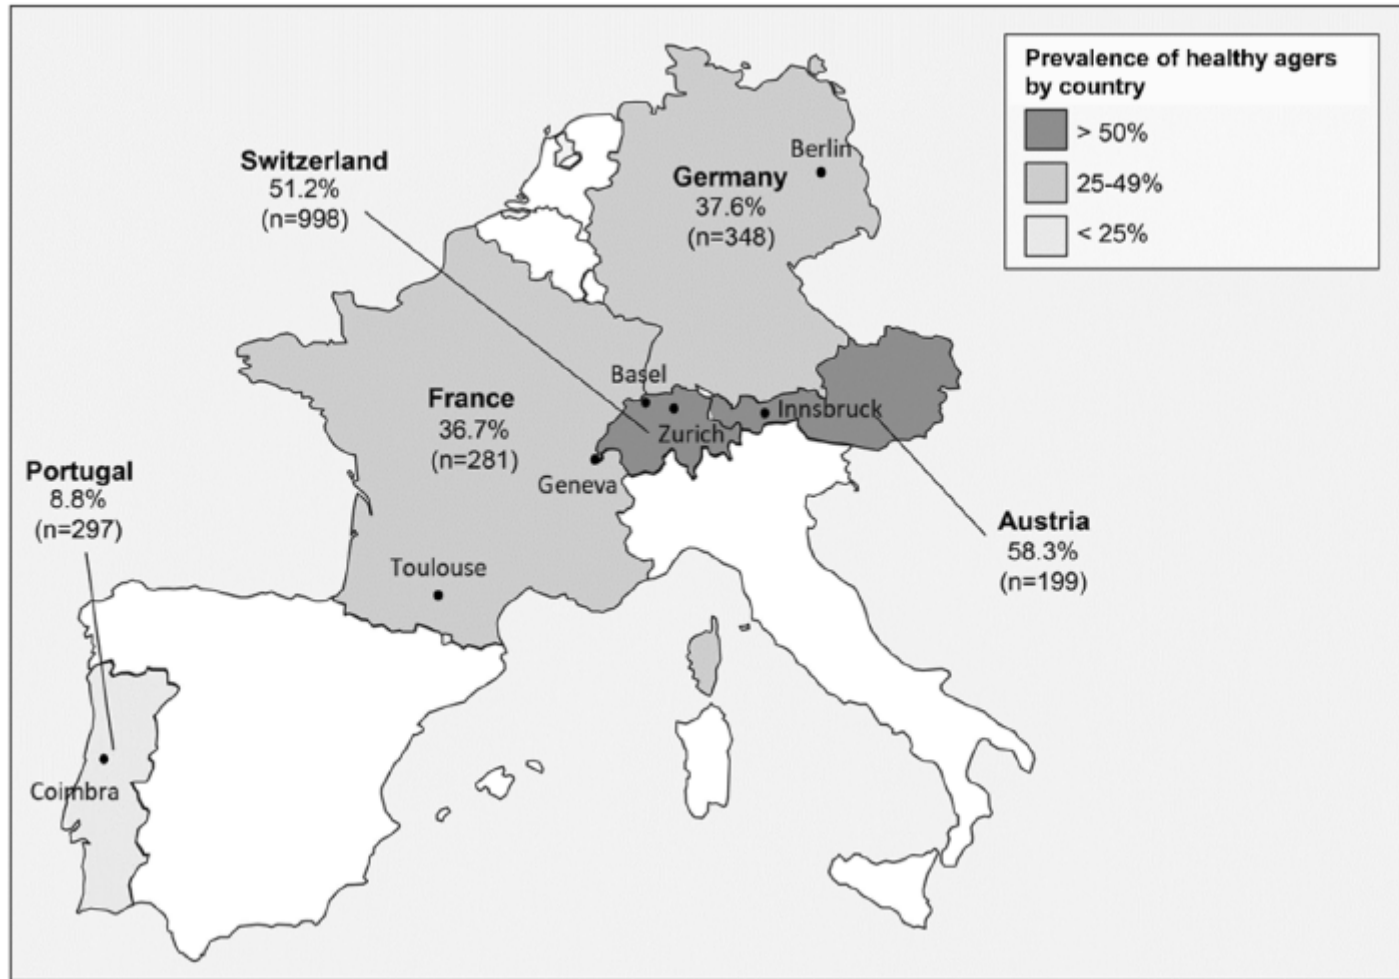 Prevalence of healthy agers
by country
> 50%
25-49%
< 25%
Switzerland
51.2%
(n=998)
Germany
37.6%
(n=348)
Berlin
France
36.7%
(n=281)
Basel
Zurich
Innsbruck
Geneva
Toulouse
Portugal
8.8%
(n=297)
Coimbra
Austria
58.3%
(n=199)